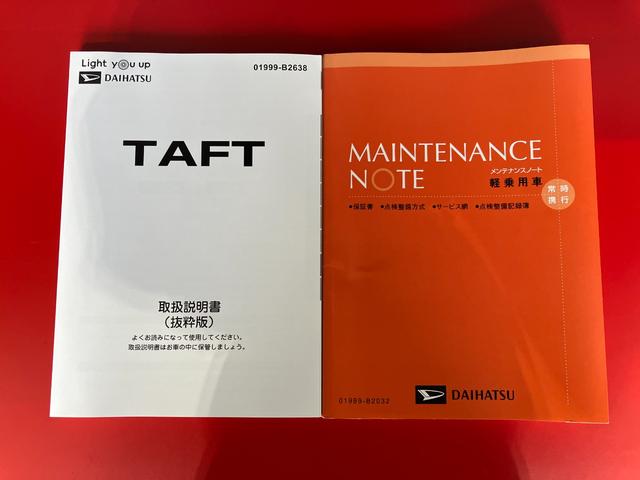 Light you up
DAIHATSU
01999-B2638
TAFT
取扱説明書
（抜粋版）
よくお読みになって使用してください。
取扱説明書はお車の中に保管しましょう。
MAINTENANCE
NOTE
メンテナンスノート
軽乗用車
常時
携行
●保証書 ●点検整備方式 ●サービス網 ●点検整備記録簿
01999-B2032
DAIHATSU